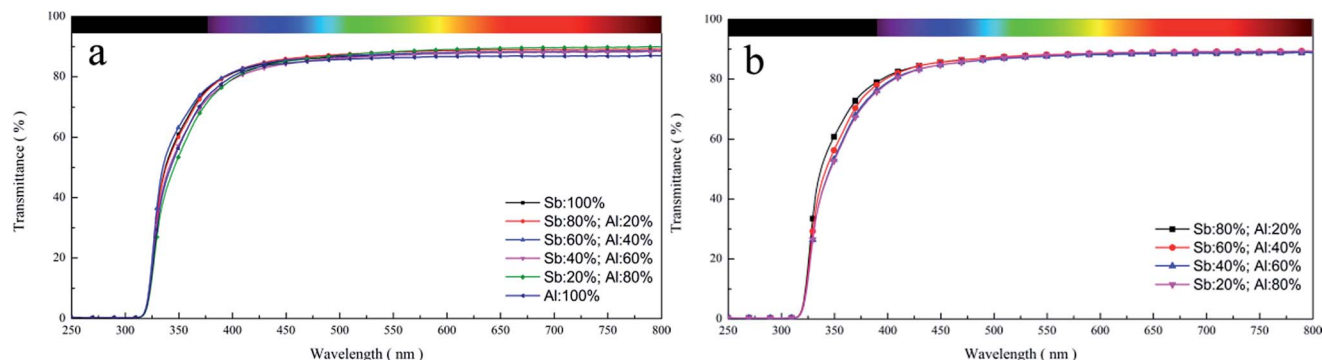 a
100
80
60
40
20
0
Transmittance ( % )
Sb:100%
Sb:80%; Al:20%
Sb:60%; Al:40%
Sb:40%; Al:60%
Sb:20%; Al:80%
Al:100%
250 300 350 400 450 500 550 600 650 700 750 800
Wavelength ( nm )
b
100
80
60
40
20
0
Transmittance ( % )
Sb:80%; Al:20%
Sb:60%; Al:40%
Sb:40%; Al:60%
Sb:20%; Al:80%
250 300 350 400 450 500 550 600 650 700 750 800
Wavelength ( nm )